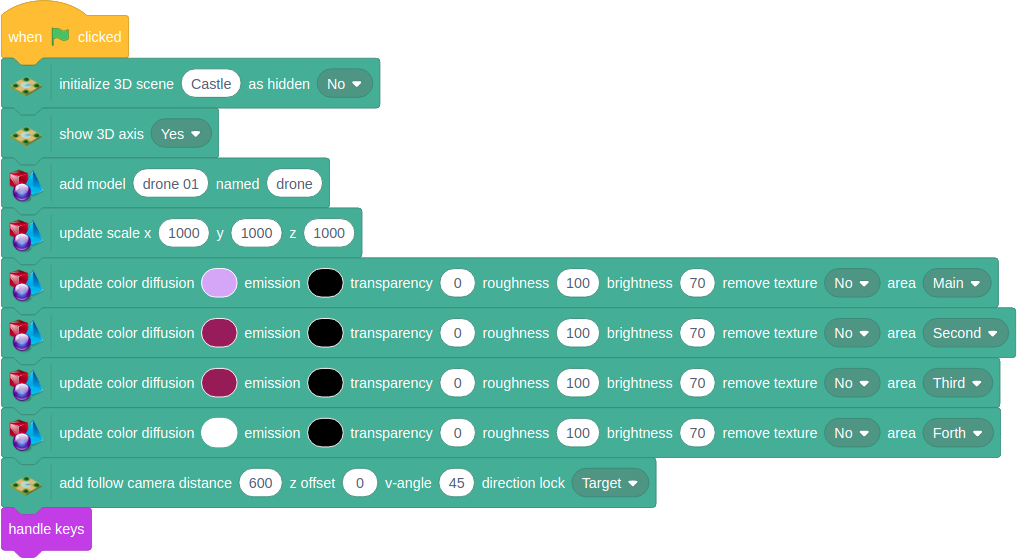 when clicked
initialize 3D scene Castle as hidden No
show 3D axis Yes
add model drone 01 named drone
update scale x 1000 y 1000 z 1000
update color diffusion emission transparency 0 roughness 100 brightness 70 remove texture No area Main
update color diffusion emission transparency 0 roughness 100 brightness 70 remove texture No area Second
update color diffusion emission transparency 0 roughness 100 brightness 70 remove texture No area Third
update color diffusion emission transparency 0 roughness 100 brightness 70 remove texture No area Forth
add follow camera distance 600 z offset 0 v-angle 45 direction lock Target
handle keys